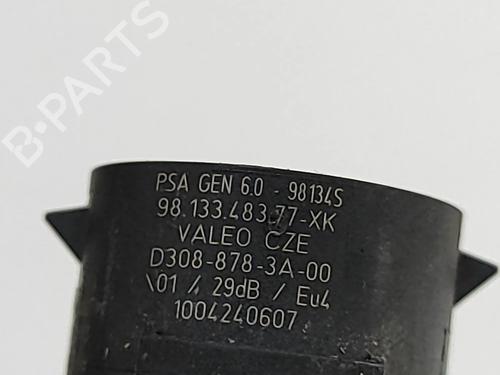 B-PARTS
PSA GEN 6.0 - 98134S
98.133.483.77-XK
VALEO CZE
D308-878-3A-00
\01 / 29dB / Eu4
1004240607